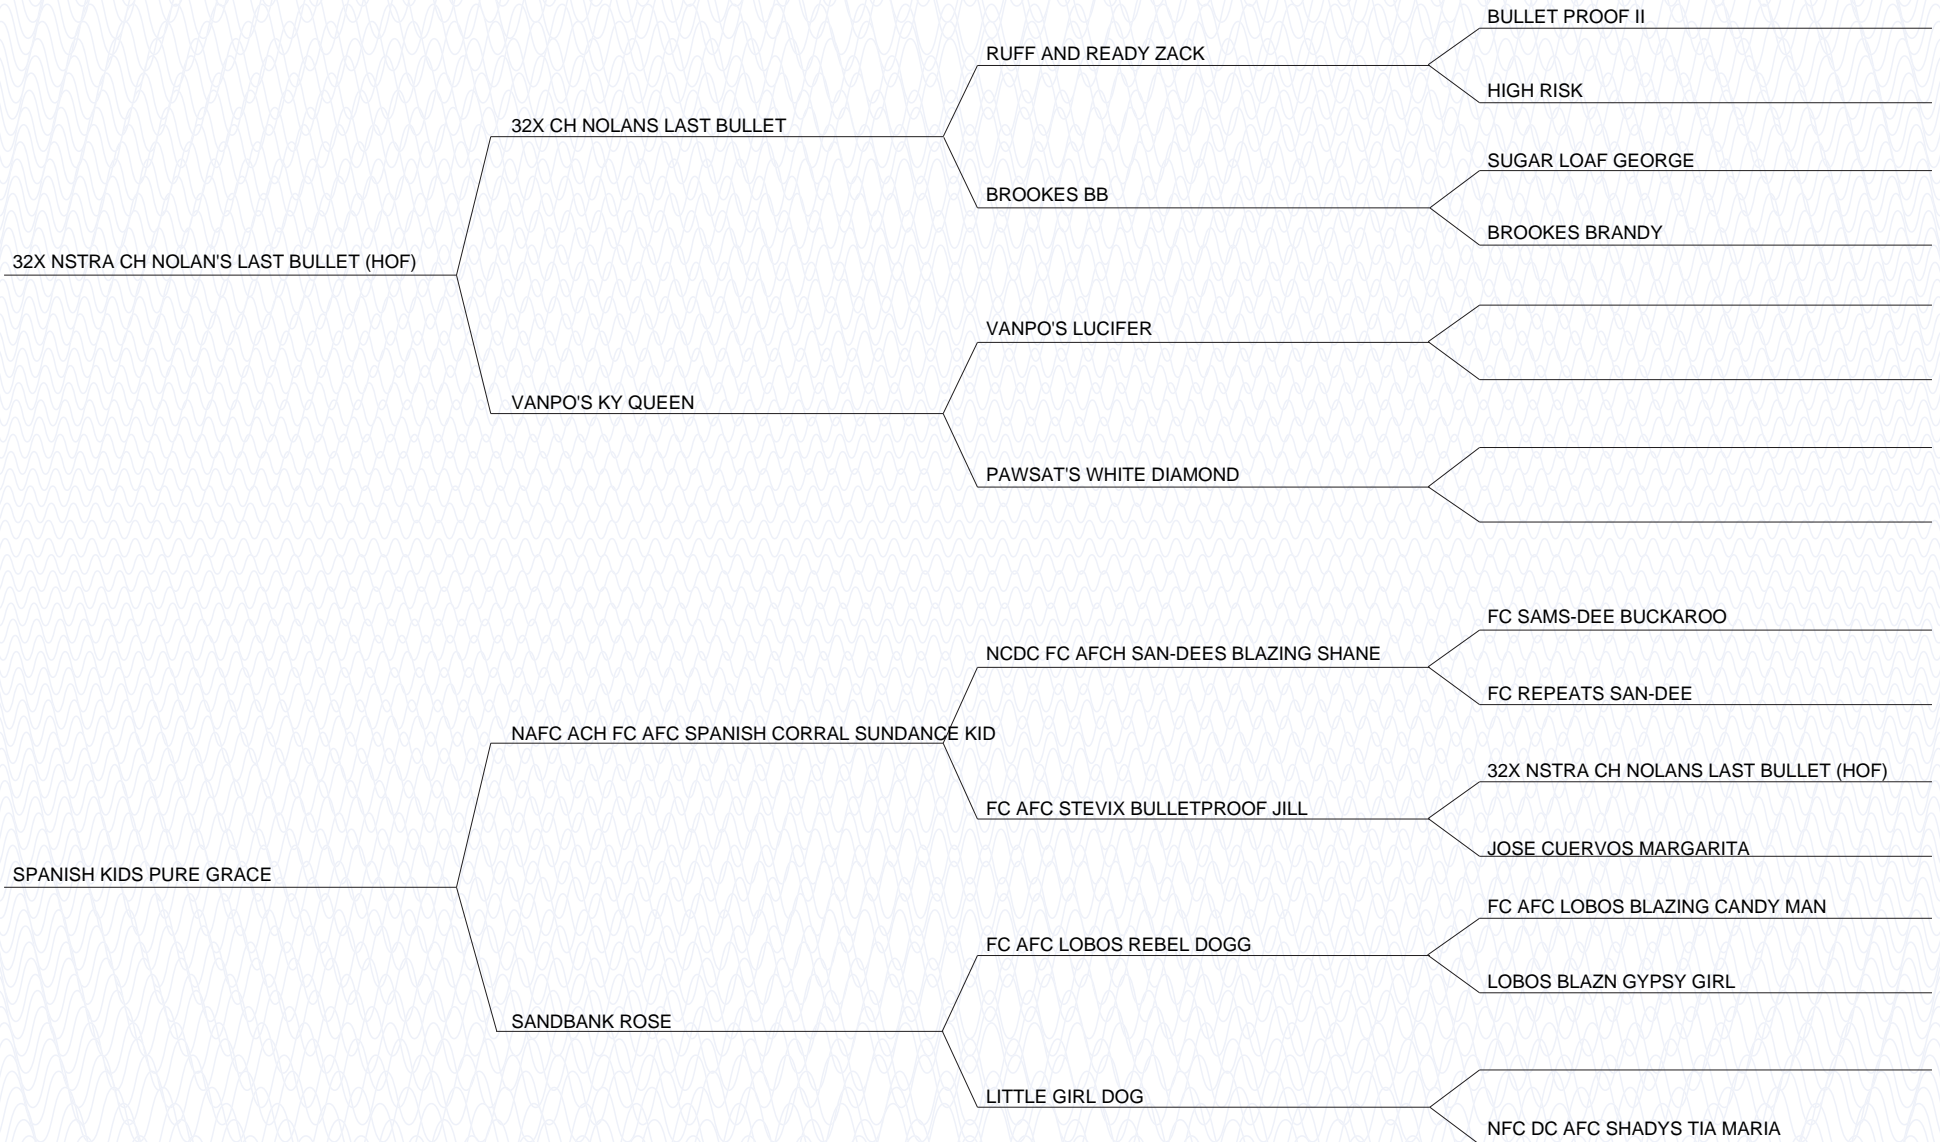 BULLET PROOF II
RUFF AND READY ZACK
HIGH RISK
32X CH NOLANS LAST BULLET
SUGAR LOAF GEORGE
BROOKES BB
BROOKES BRANDY
32X NSTRA CH NOLAN'S LAST BULLET (HOF)
VANPO'S LUCIFER
VANPO'S KY QUEEN
PAWSAT'S WHITE DIAMOND
FC SAMS-DEE BUCKAROO
NCDC FC AFCH SAN-DEES BLAZING SHANE
FC REPEATS SAN-DEE
NAFC ACH FC AFC SPANISH CORRAL SUNDANCE KID
32X NSTRA CH NOLANS LAST BULLET (HOF)
FC AFC STEVIX BULLETPROOF JILL
JOSE CUERVOS MARGARITA
SPANISH KIDS PURE GRACE
FC AFC LOBOS BLAZING CANDY MAN
FC AFC LOBOS REBEL DOGG
LOBOS BLAZN GYPSY GIRL
SANDBANK ROSE
LITTLE GIRL DOG
NFC DC AFC SHADYS TIA MARIA